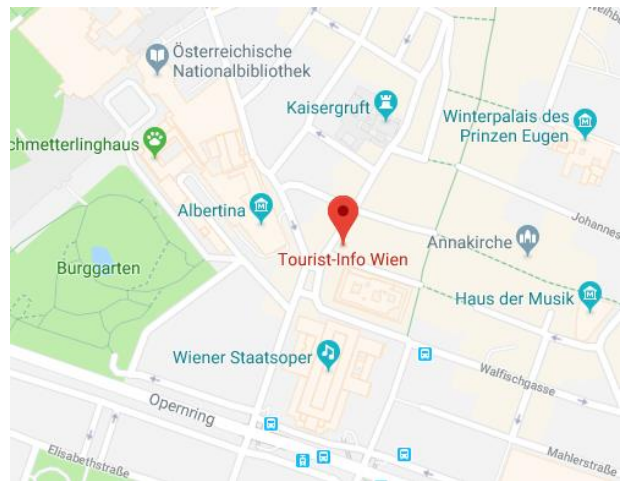 Weihbu
Österreichische
Nationalbibliothek
Kaisergruft
Winterpalais des
Prinzen Eugen
chmetterlinghaus
Albertina
Johannes
Annakirche
Tourist-Info Wien
Burggarten
Haus der Musik
Wiener Staatsoper
Walfischgasse
Opernring
Elisabethstraße
Mahlerstraße